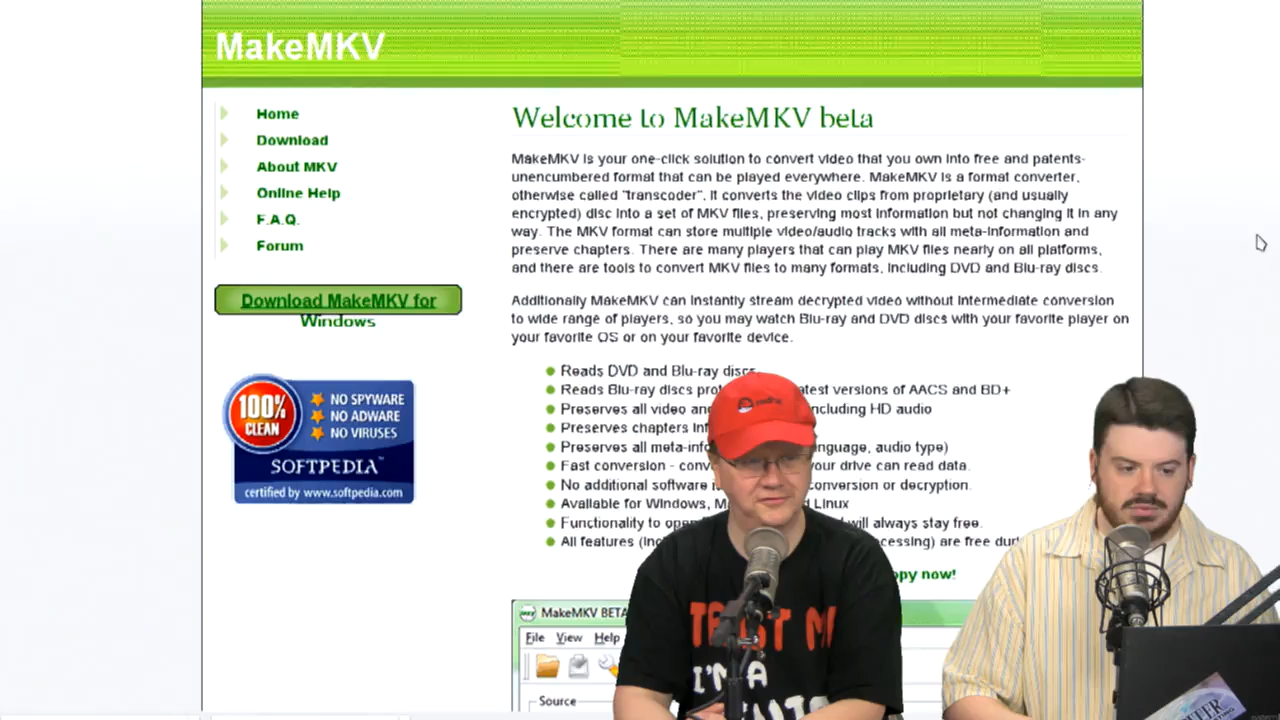 MakeMKV
Home
Download
About MKV
Online Help
F.A.Q.
Forum
Download MakeMKV for
Windows
100%
CLEAN
NO SPYWARE
NO ADWARE
NO VIRUSES
SOFTPEDIA™
certified by www.softpedia.com
Welcome to MakeMKV beta
MakeMKV is your one-click solution to convert video that you own into free and patents-
unencumbered format that can be played everywhere. MakeMKV is a format converter,
otherwise called "transcoder". It converts the video clips from proprietary (and usually
encrypted) disc into a set of MKV files, preserving most information but not changing it in any
way. The MKV format can store multiple video/audio tracks with all meta-information and
preserve chapters. There are many players that can play MKV files nearly on all platforms,
and there are tools to convert MKV files to many formats, including DVD and Blu-ray discs.
Additionally MakeMKV can instantly stream decrypted video without intermediate conversion
to wide range of players, so you may watch Blu-ray and DVD discs with your favorite player on
your favorite OS or on your favorite device.
Reads DVD and Blu-ray discs
Reads Blu-ray discs versions of AACS and BD+
Preserves all video including HD audio
Preserves chapters
Preserves all audio type)
Fast conversion - your drive can read data.
No additional software conversion or decryption.
Available for Windows, Linux
Functionality to will always stay free.
All features are free
now!
MakeMKV BETA
File View Help
Source
redhat
TRUST M
I'M A